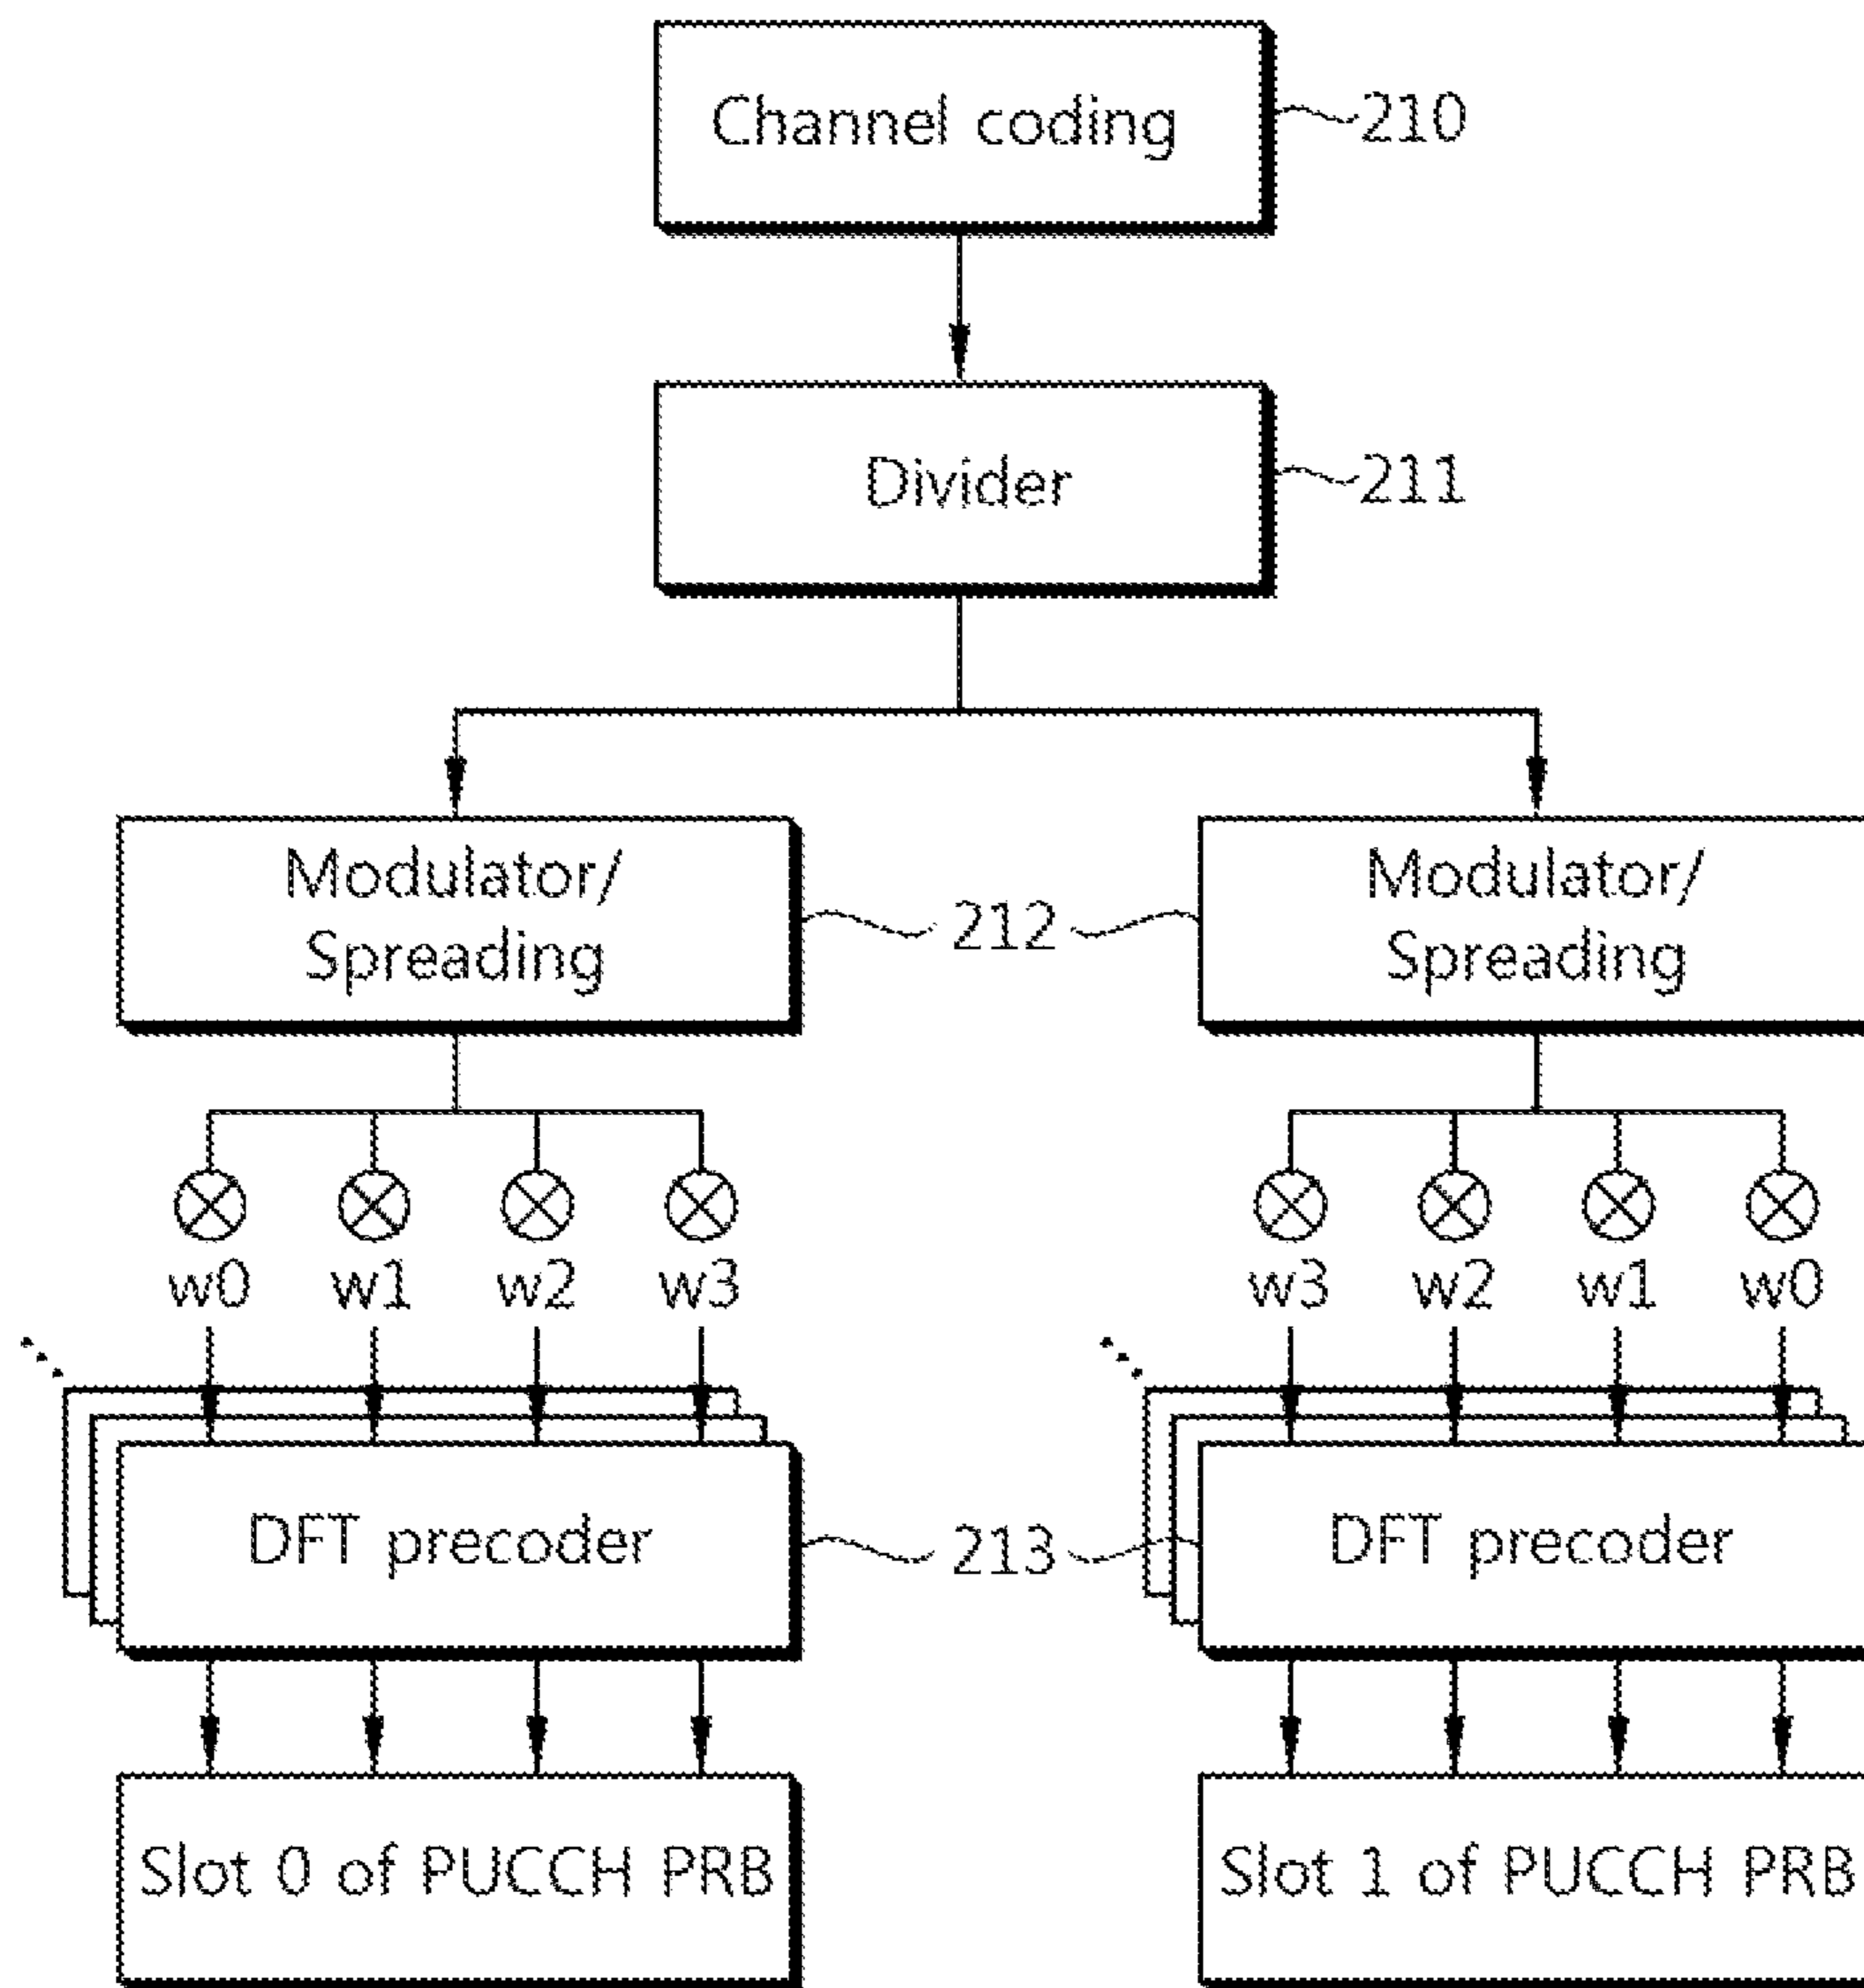 Channel coding
210
Divider
211
Modulator/
Spreading
212
Modulator/
Spreading
w0 w1 w2 w3
w3 w2 w1 w0
DFT precoder
213
DFT precoder
Slot 0 of PUCCH PRB
Slot 1 of PUCCH PRB